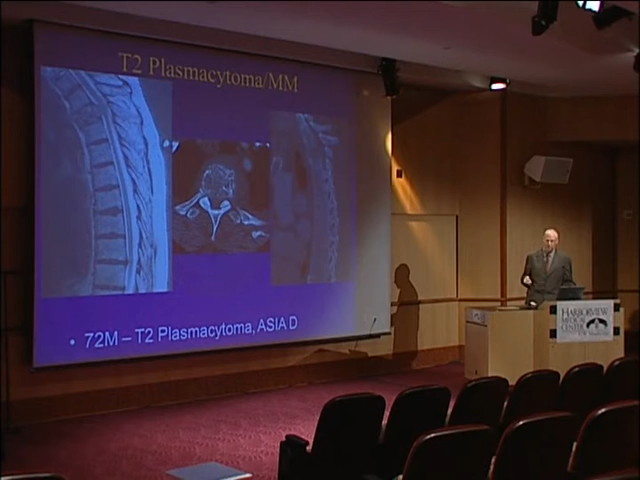 T2 Plasmacytoma/MM
• 72M – T2 Plasmacytoma, ASIA D
HARBORVIEW
MEDICAL
CENTER